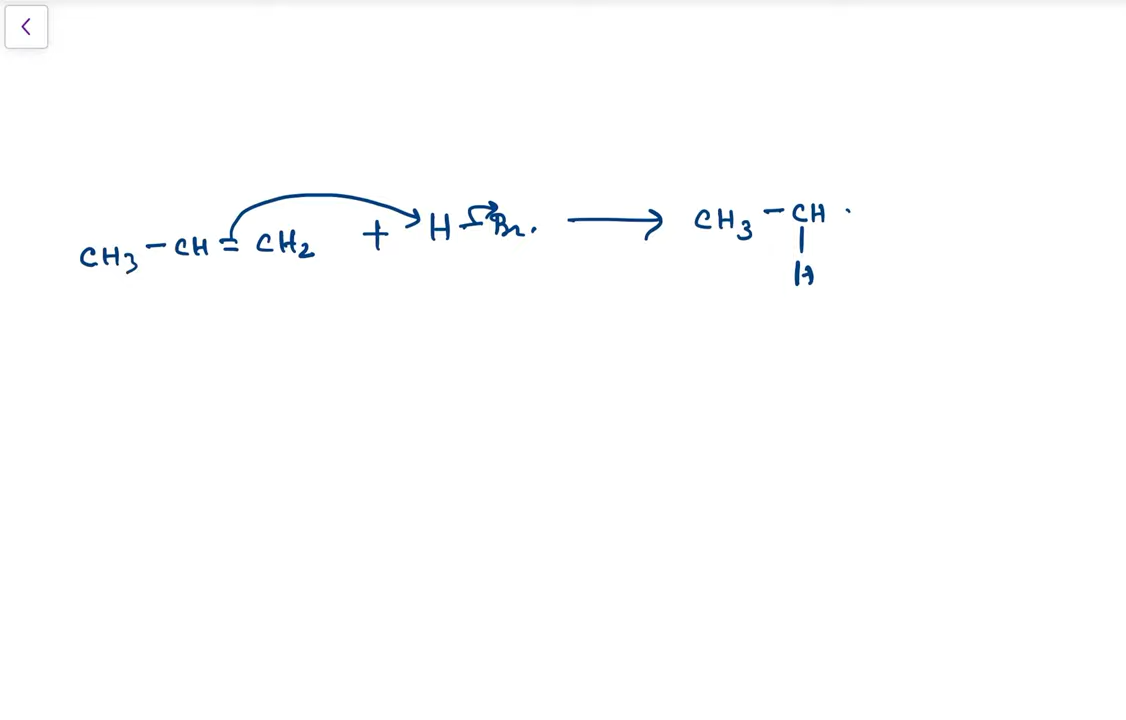 CH3 - CH = CH2 + H - Br. ⟶ CH3 - CH ·
|
H